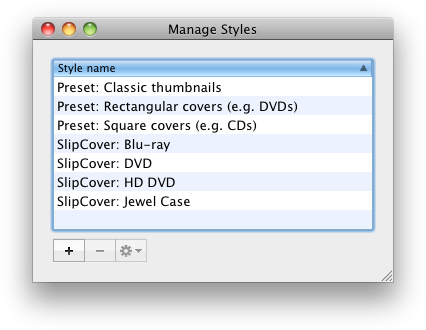 Manage Styles
Style name
Preset: Classic thumbnails
Preset: Rectangular covers (e.g. DVDs)
Preset: Square covers (e.g. CDs)
SlipCover: Blu-ray
SlipCover: DVD
SlipCover: HD DVD
SlipCover: Jewel Case